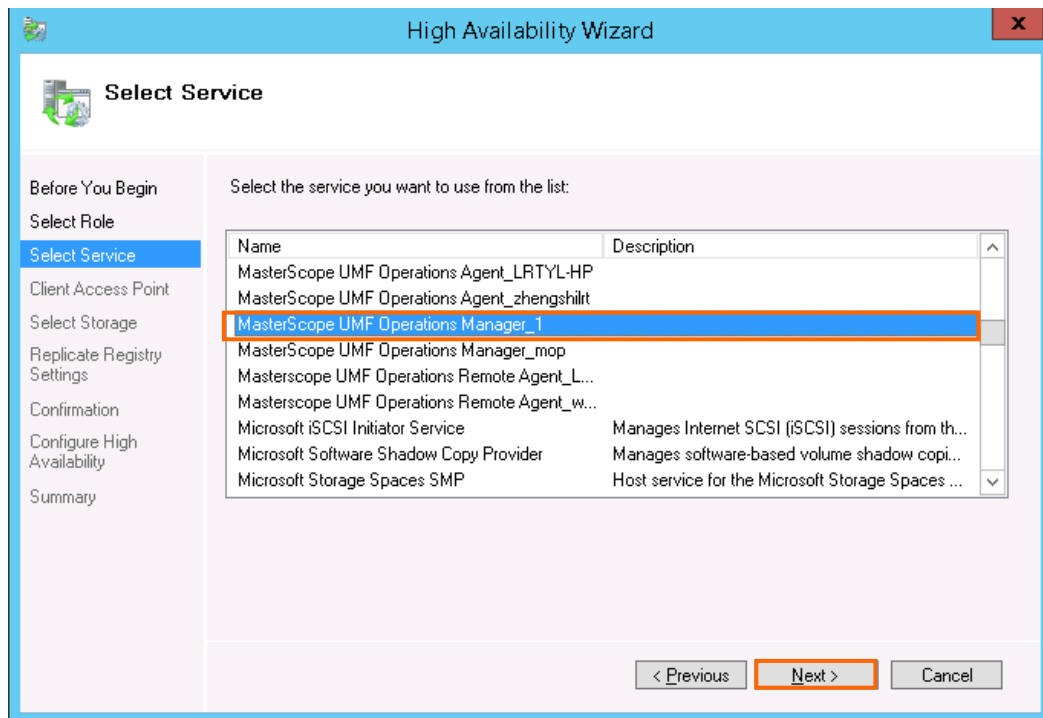 High Availability Wizard
x
Select Service
Before You Begin
Select Role
Select Service
Client Access Point
Select Storage
Replicate Registry
Settings
Confirmation
Configure High
Availability
Summary
Select the service you want to use from the list:
Name Description
MasterScope UMF Operations Agent_LRTYL-HP
MasterScope UMF Operations Agent_zhengshilrt
MasterScope UMF Operations Manager_1
MasterScope UMF Operations Manager_mop
Masterscope UMF Operations Remote Agent_L...
Masterscope UMF Operations Remote Agent_w...
Microsoft iSCSI Initiator Service Manages Internet SCSI (iSCSI) sessions from th...
Microsoft Software Shadow Copy Provider Manages software-based volume shadow copi...
Microsoft Storage Spaces SMP Host service for the Microsoft Storage Spaces ...
< Previous Next > Cancel